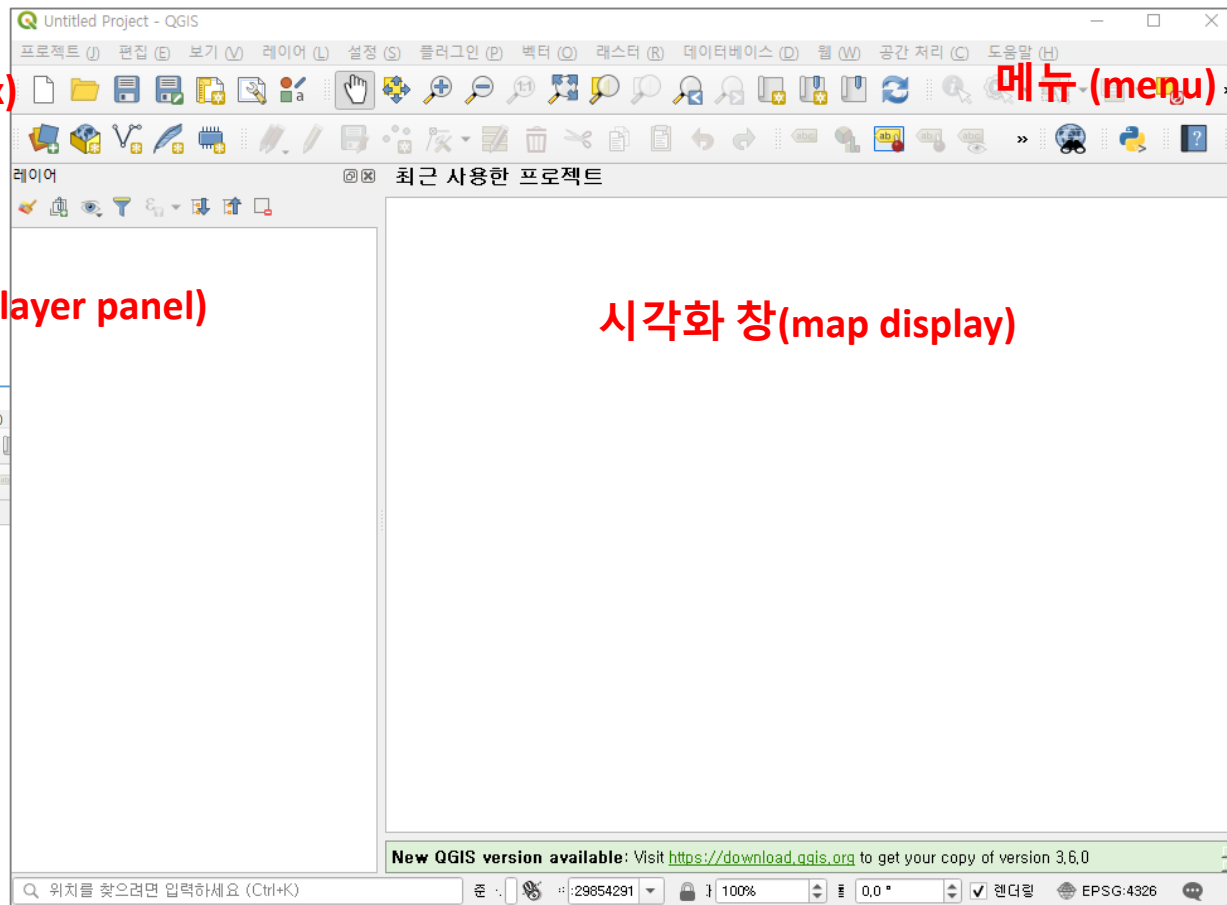 Untitled Project - QGIS
프로젝트 (J) 편집 (E) 보기 (V) 레이어 (L) 설정 (S) 플러그인 (P) 벡터 (O) 래스터 (R) 데이터베이스 (D) 웹 (W) 공간 처리 (C) 도움말 (H)
메뉴 (menu)
레이어
최근 사용한 프로젝트
layer panel)
시각화 창(map display)
New QGIS version available: Visit https://download.qgis.org to get your copy of version 3,6,0
위치를 찾으려면 입력하세요 (Ctrl+K) 준 :29854291 100% 0,0 ° 렌더링 EPSG:4326